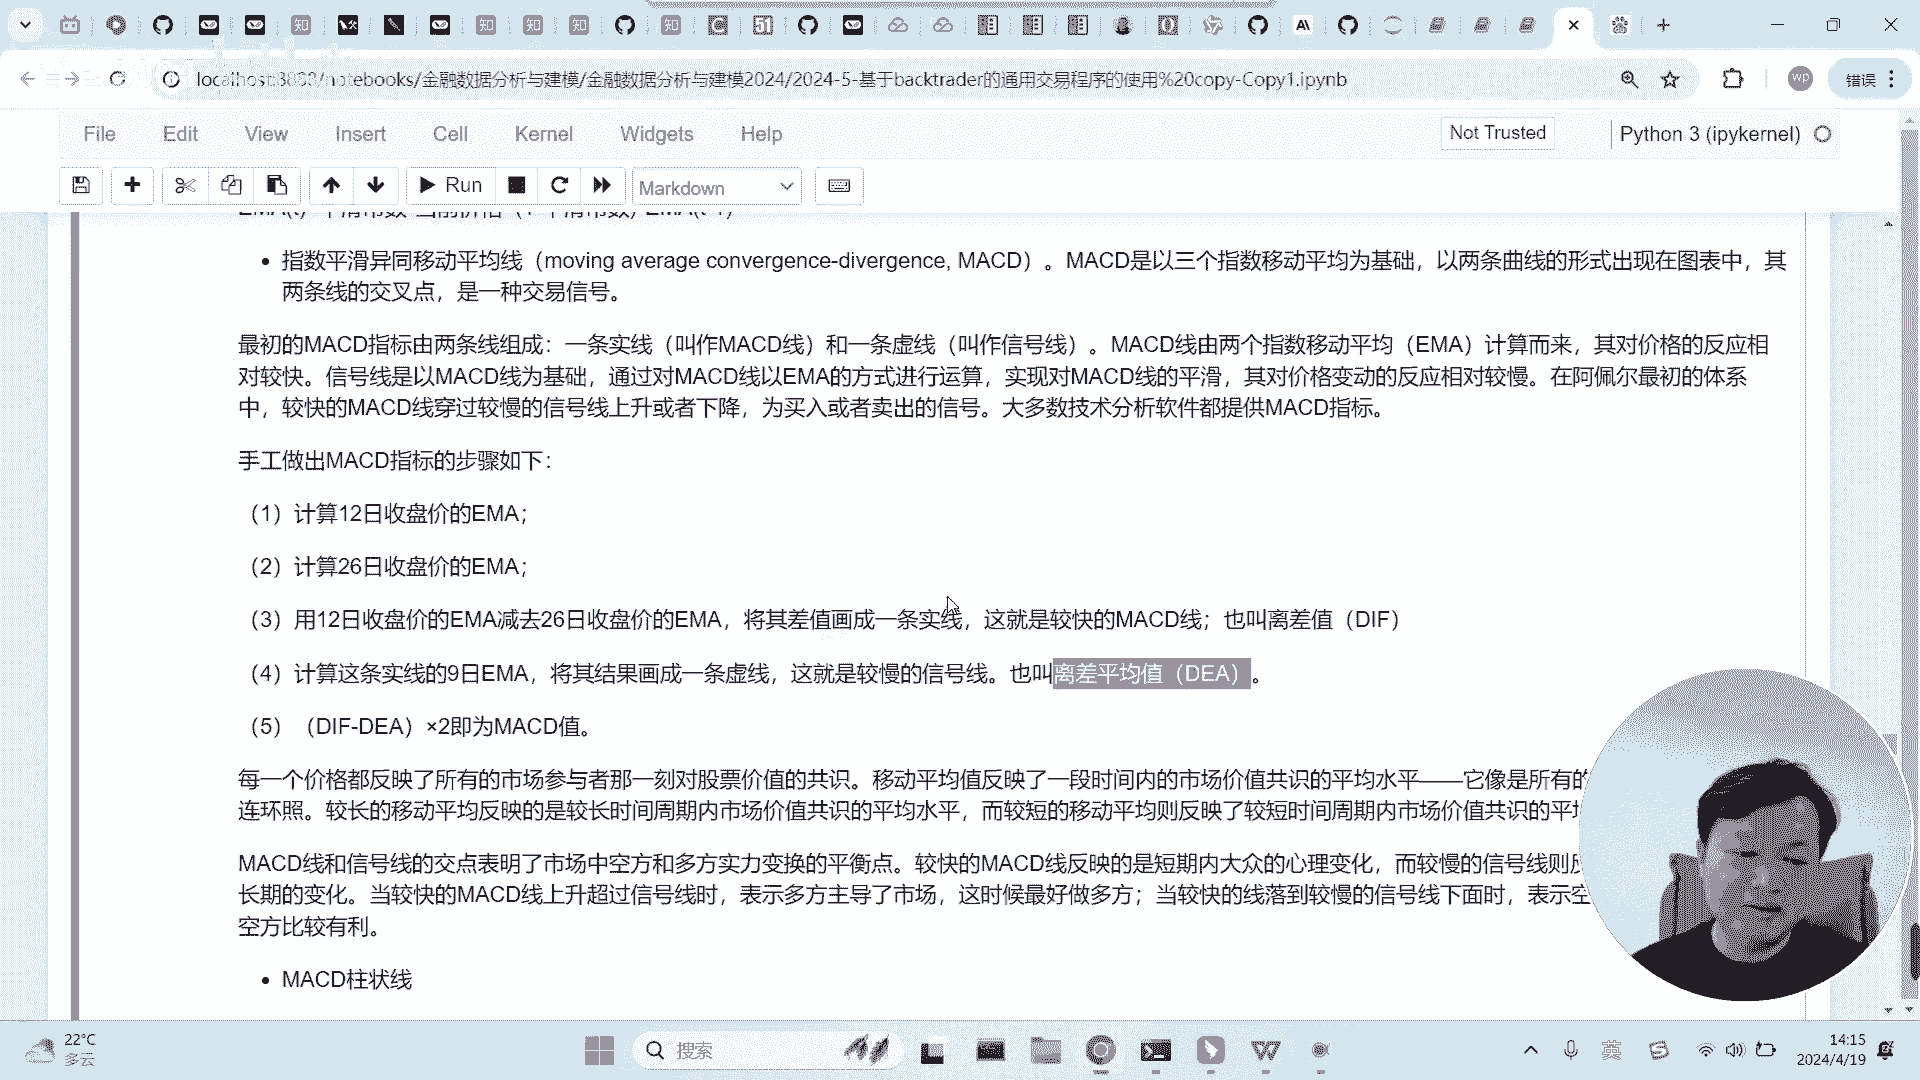 localhost:8888/notebooks/金融数据分析与建模/金融数据分析与建模2024/2024-5-基于backtrader的通用交易程序的使用%20copy-Copy1.ipynb
wp
错误
File Edit View Insert Cell Kernel Widgets Help
Not Trusted
Python 3 (ipykernel)
Run
Markdown
指数平滑异同移动平均线（moving average convergence-divergence, MACD）。MACD是以三个指数移动平均为基础，以两条曲线的形式出现在图表中，其
两条线的交叉点，是一种交易信号。
最初的MACD指标由两条线组成：一条实线（叫作MACD线）和一条虚线（叫作信号线）。MACD线由两个指数移动平均（EMA）计算而来，其对价格的反应相
对较快。信号线是以MACD线为基础，通过对MACD线以EMA的方式进行运算，实现对MACD线的平滑，其对价格变动的反应相对较慢。在阿佩尔最初的体系
中，较快的MACD线穿过较慢的信号线上升或者下降，为买入或者卖出的信号。大多数技术分析软件都提供MACD指标。
手工做出MACD指标的步骤如下：
（1）计算12日收盘价的EMA；
（2）计算26日收盘价的EMA；
（3）用12日收盘价的EMA减去26日收盘价的EMA，将其差值画成一条实线，这就是较快的MACD线；也叫离差值（DIF）
（4）计算这条实线的9日EMA，将其结果画成一条虚线，这就是较慢的信号线。也叫离差平均值（DEA）。
（5）（DIF-DEA）×2即为MACD值。
每一个价格都反映了所有的市场参与者那一刻对股票价值的共识。移动平均值反映了一段时间内的市场价值共识的平均水平——它像是所有的
连环照。较长的移动平均反映的是较长时间周期内市场价值共识的平均水平，而较短的移动平均则反映了较短时间周期内市场价值共识的平
MACD线和信号线的交点表明了市场中空方和多方实力变换的平衡点。较快的MACD线反映的是短期内大众的心理变化，而较慢的信号线则
长期的变化。当较快的MACD线上升超过信号线时，表示多方主导了市场，这时候最好做多方；当较快的线落到较慢的信号线下面时，表示空
空方比较有利。
MACD柱状线
22°C
多云
搜索
英
14:15
2024/4/19